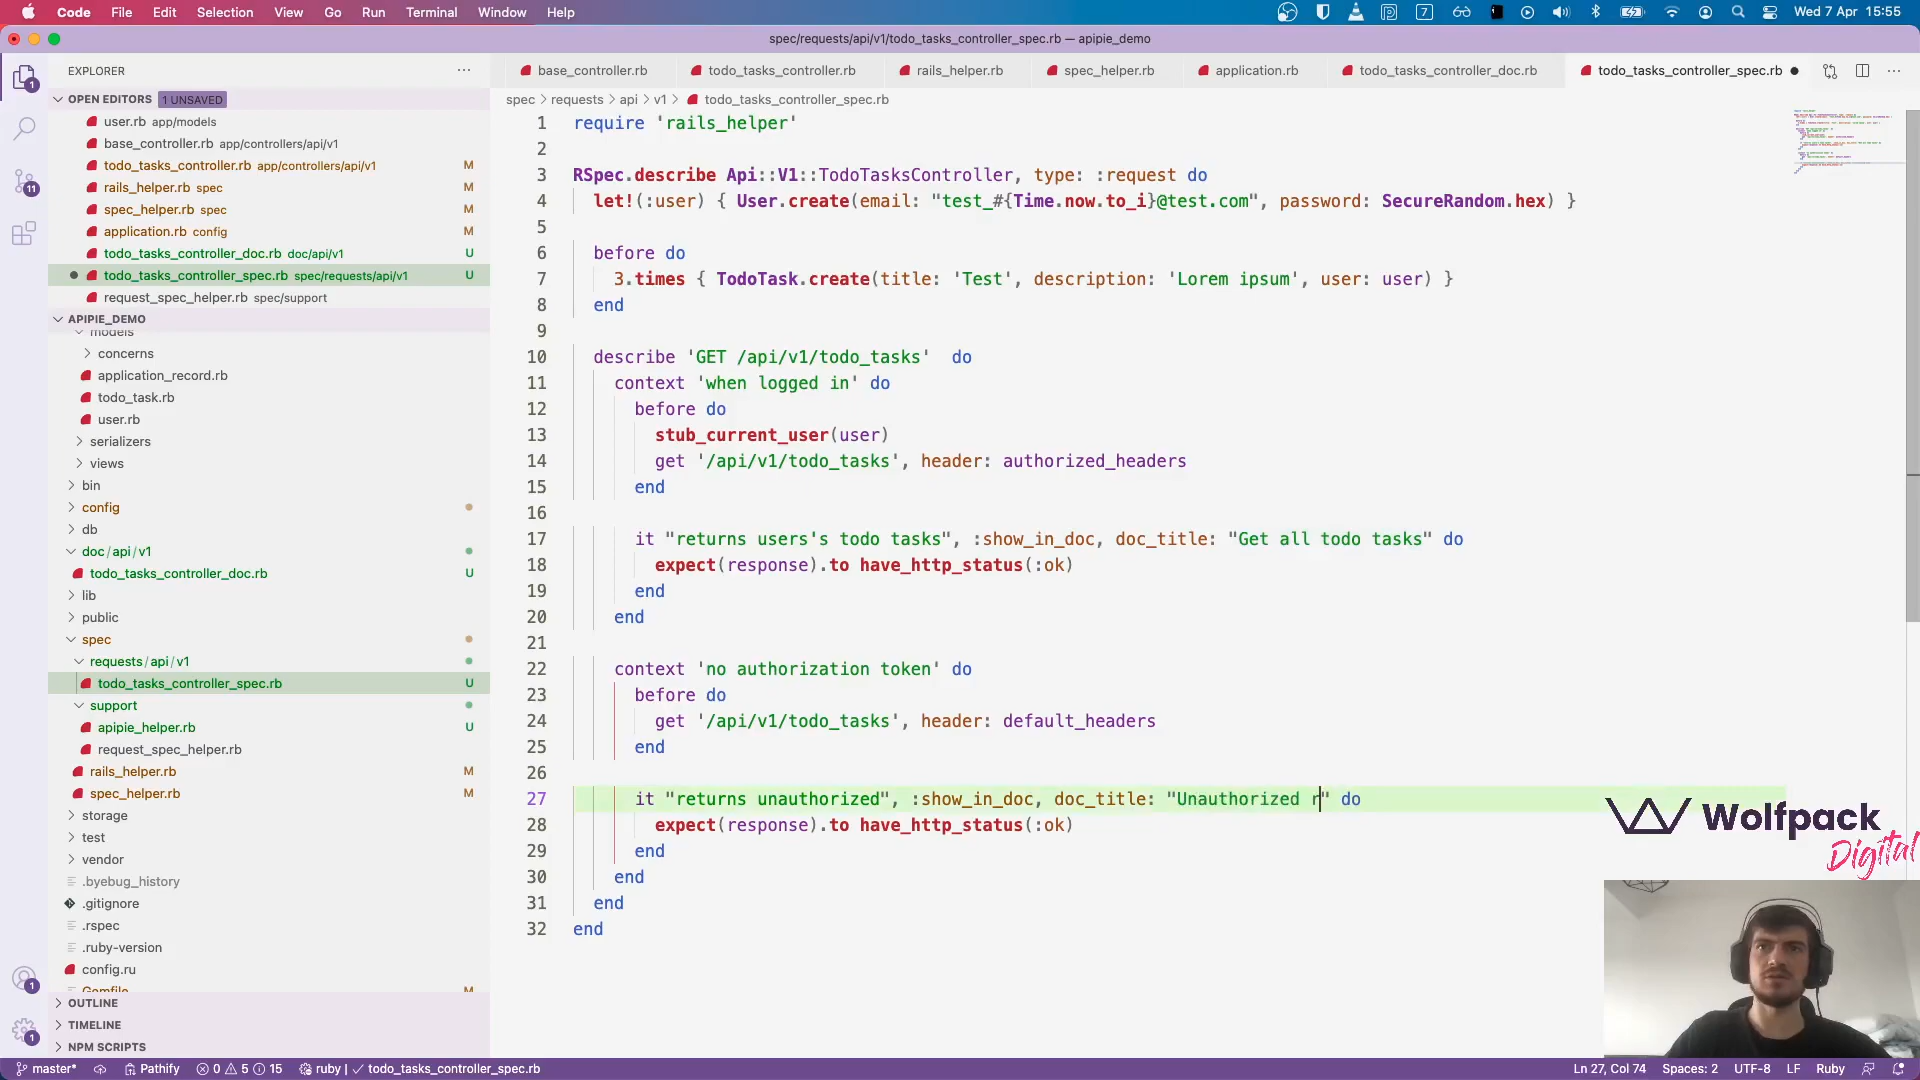 Code File Edit Selection View Go Run Terminal Window Help 7 Wed 7 Apr 15:55
spec/requests/api/v1/todo_tasks_controller_spec.rb — apipie_demo
EXPLORER
base_controller.rb todo_tasks_controller.rb rails_helper.rb spec_helper.rb application.rb todo_tasks_controller_doc.rb todo_tasks_controller_spec.rb
OPEN EDITORS 1 UNSAVED
user.rb app/models
base_controller.rb app/controllers/api/v1
todo_tasks_controller.rb app/controllers/api/v1 M
rails_helper.rb spec M
spec_helper.rb spec M
application.rb config M
todo_tasks_controller_doc.rb doc/api/v1 U
todo_tasks_controller_spec.rb spec/requests/api/v1 U
request_spec_helper.rb spec/support
APIPIE_DEMO
models
concerns
application_record.rb
todo_task.rb
user.rb
serializers
views
bin
config
db
doc/api/v1
todo_tasks_controller_doc.rb U
lib
public
spec
requests/api/v1
todo_tasks_controller_spec.rb U
support
apipie_helper.rb U
request_spec_helper.rb
rails_helper.rb M
spec_helper.rb M
storage
test
vendor
.byebug_history
.gitignore
.rspec
.ruby-version
config.ru
Gemfile M
OUTLINE
TIMELINE
NPM SCRIPTS
1
11
1
1
spec > requests > api > v1 > todo_tasks_controller_spec.rb
1 require 'rails_helper'
2
3 RSpec.describe Api::V1::TodoTasksController, type: :request do
4 let!(:user) { User.create(email: "test_#{Time.now.to_i}@test.com", password: SecureRandom.hex) }
5
6 before do
7 3.times { TodoTask.create(title: 'Test', description: 'Lorem ipsum', user: user) }
8 end
9
10 describe 'GET /api/v1/todo_tasks'  do
11 context 'when logged in' do
12 before do
13 stub_current_user(user)
14 get '/api/v1/todo_tasks', header: authorized_headers
15 end
16
17 it "returns users's todo tasks", :show_in_doc, doc_title: "Get all todo tasks" do
18 expect(response).to have_http_status(:ok)
19 end
20 end
21
22 context 'no authorization token' do
23 before do
24 get '/api/v1/todo_tasks', header: default_headers
25 end
26
27 it "returns unauthorized", :show_in_doc, doc_title: "Unauthorized r" do
28 expect(response).to have_http_status(:ok)
29 end
30 end
31 end
32 end
Wolfpack
Digital
master* Pathify 0 5 15 ruby | ✓ todo_tasks_controller_spec.rb Ln 27, Col 74 Spaces: 2 UTF-8 LF Ruby